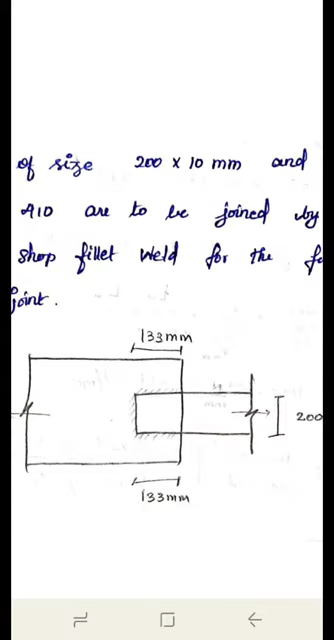 of size 200 x 10 mm and
A10 are to be joined by
shop fillet weld for the
joint.
133mm
200
133mm